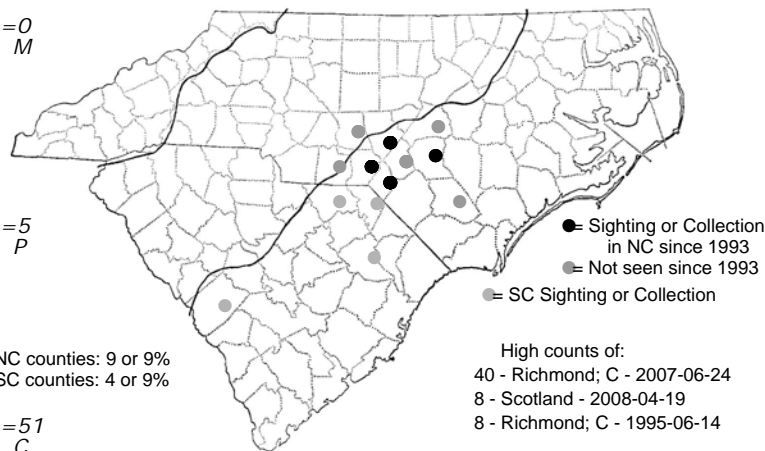 =0
M
=5
P
= Sighting or Collection
in NC since 1993
= Not seen since 1993
= SC Sighting or Collection
NC counties: 9 or 9%
SC counties: 4 or 9%
High counts of:
40 - Richmond; C - 2007-06-24
8 - Scotland - 2008-04-19
8 - Richmond; C - 1995-06-14
=51
C